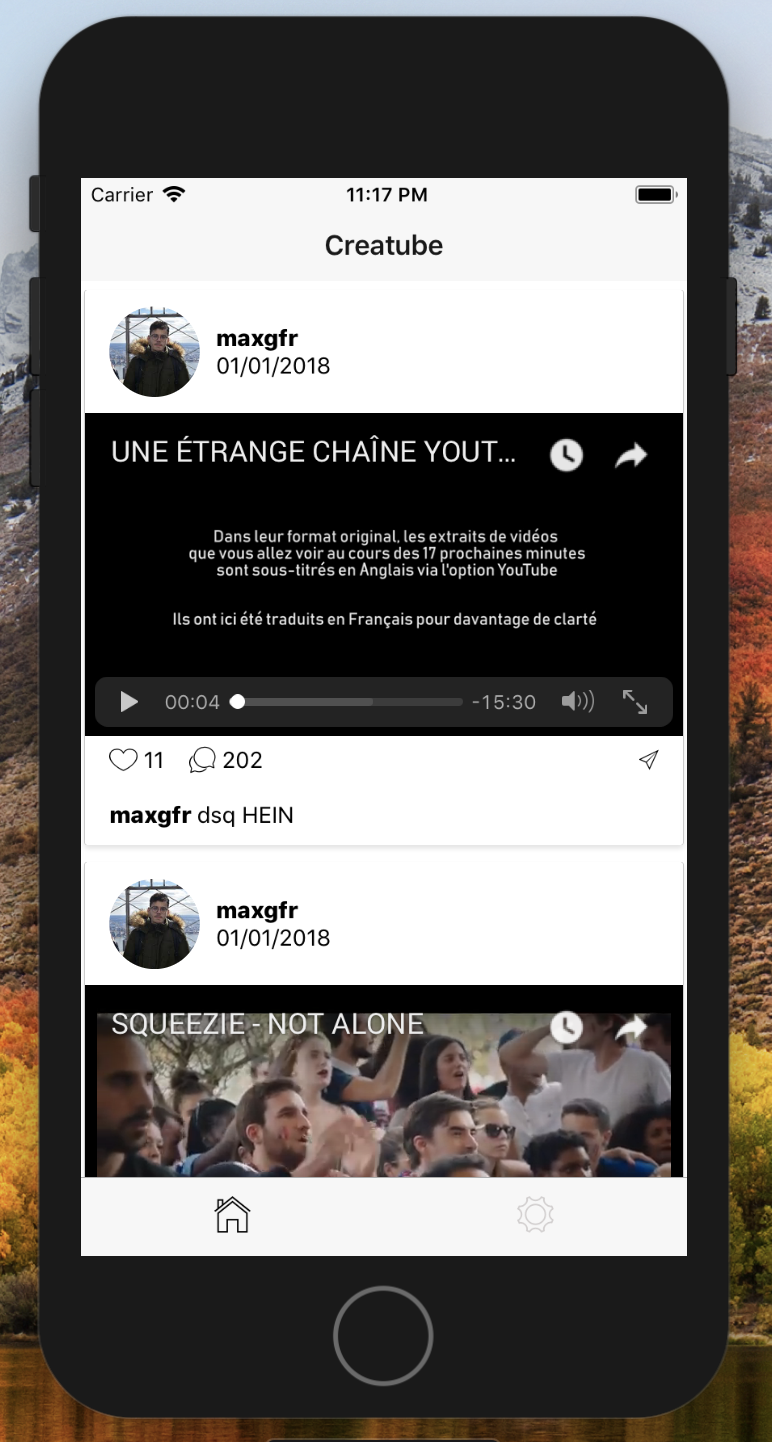 Carrier 11:17 PM
Creatube
maxgfr
01/01/2018
UNE ÉTRANGE CHAÎNE YOUT...
Dans leur format original, les extraits de vidéos
que vous allez voir au cours des 17 prochaines minutes
sont sous-titrés en Anglais via l'option YouTube
Ils ont ici été traduits en Français pour davantage de clarté
00:04 -15:30
11 202
maxgfr dsq HEIN
maxgfr
01/01/2018
SQUEEZIE - NOT ALONE